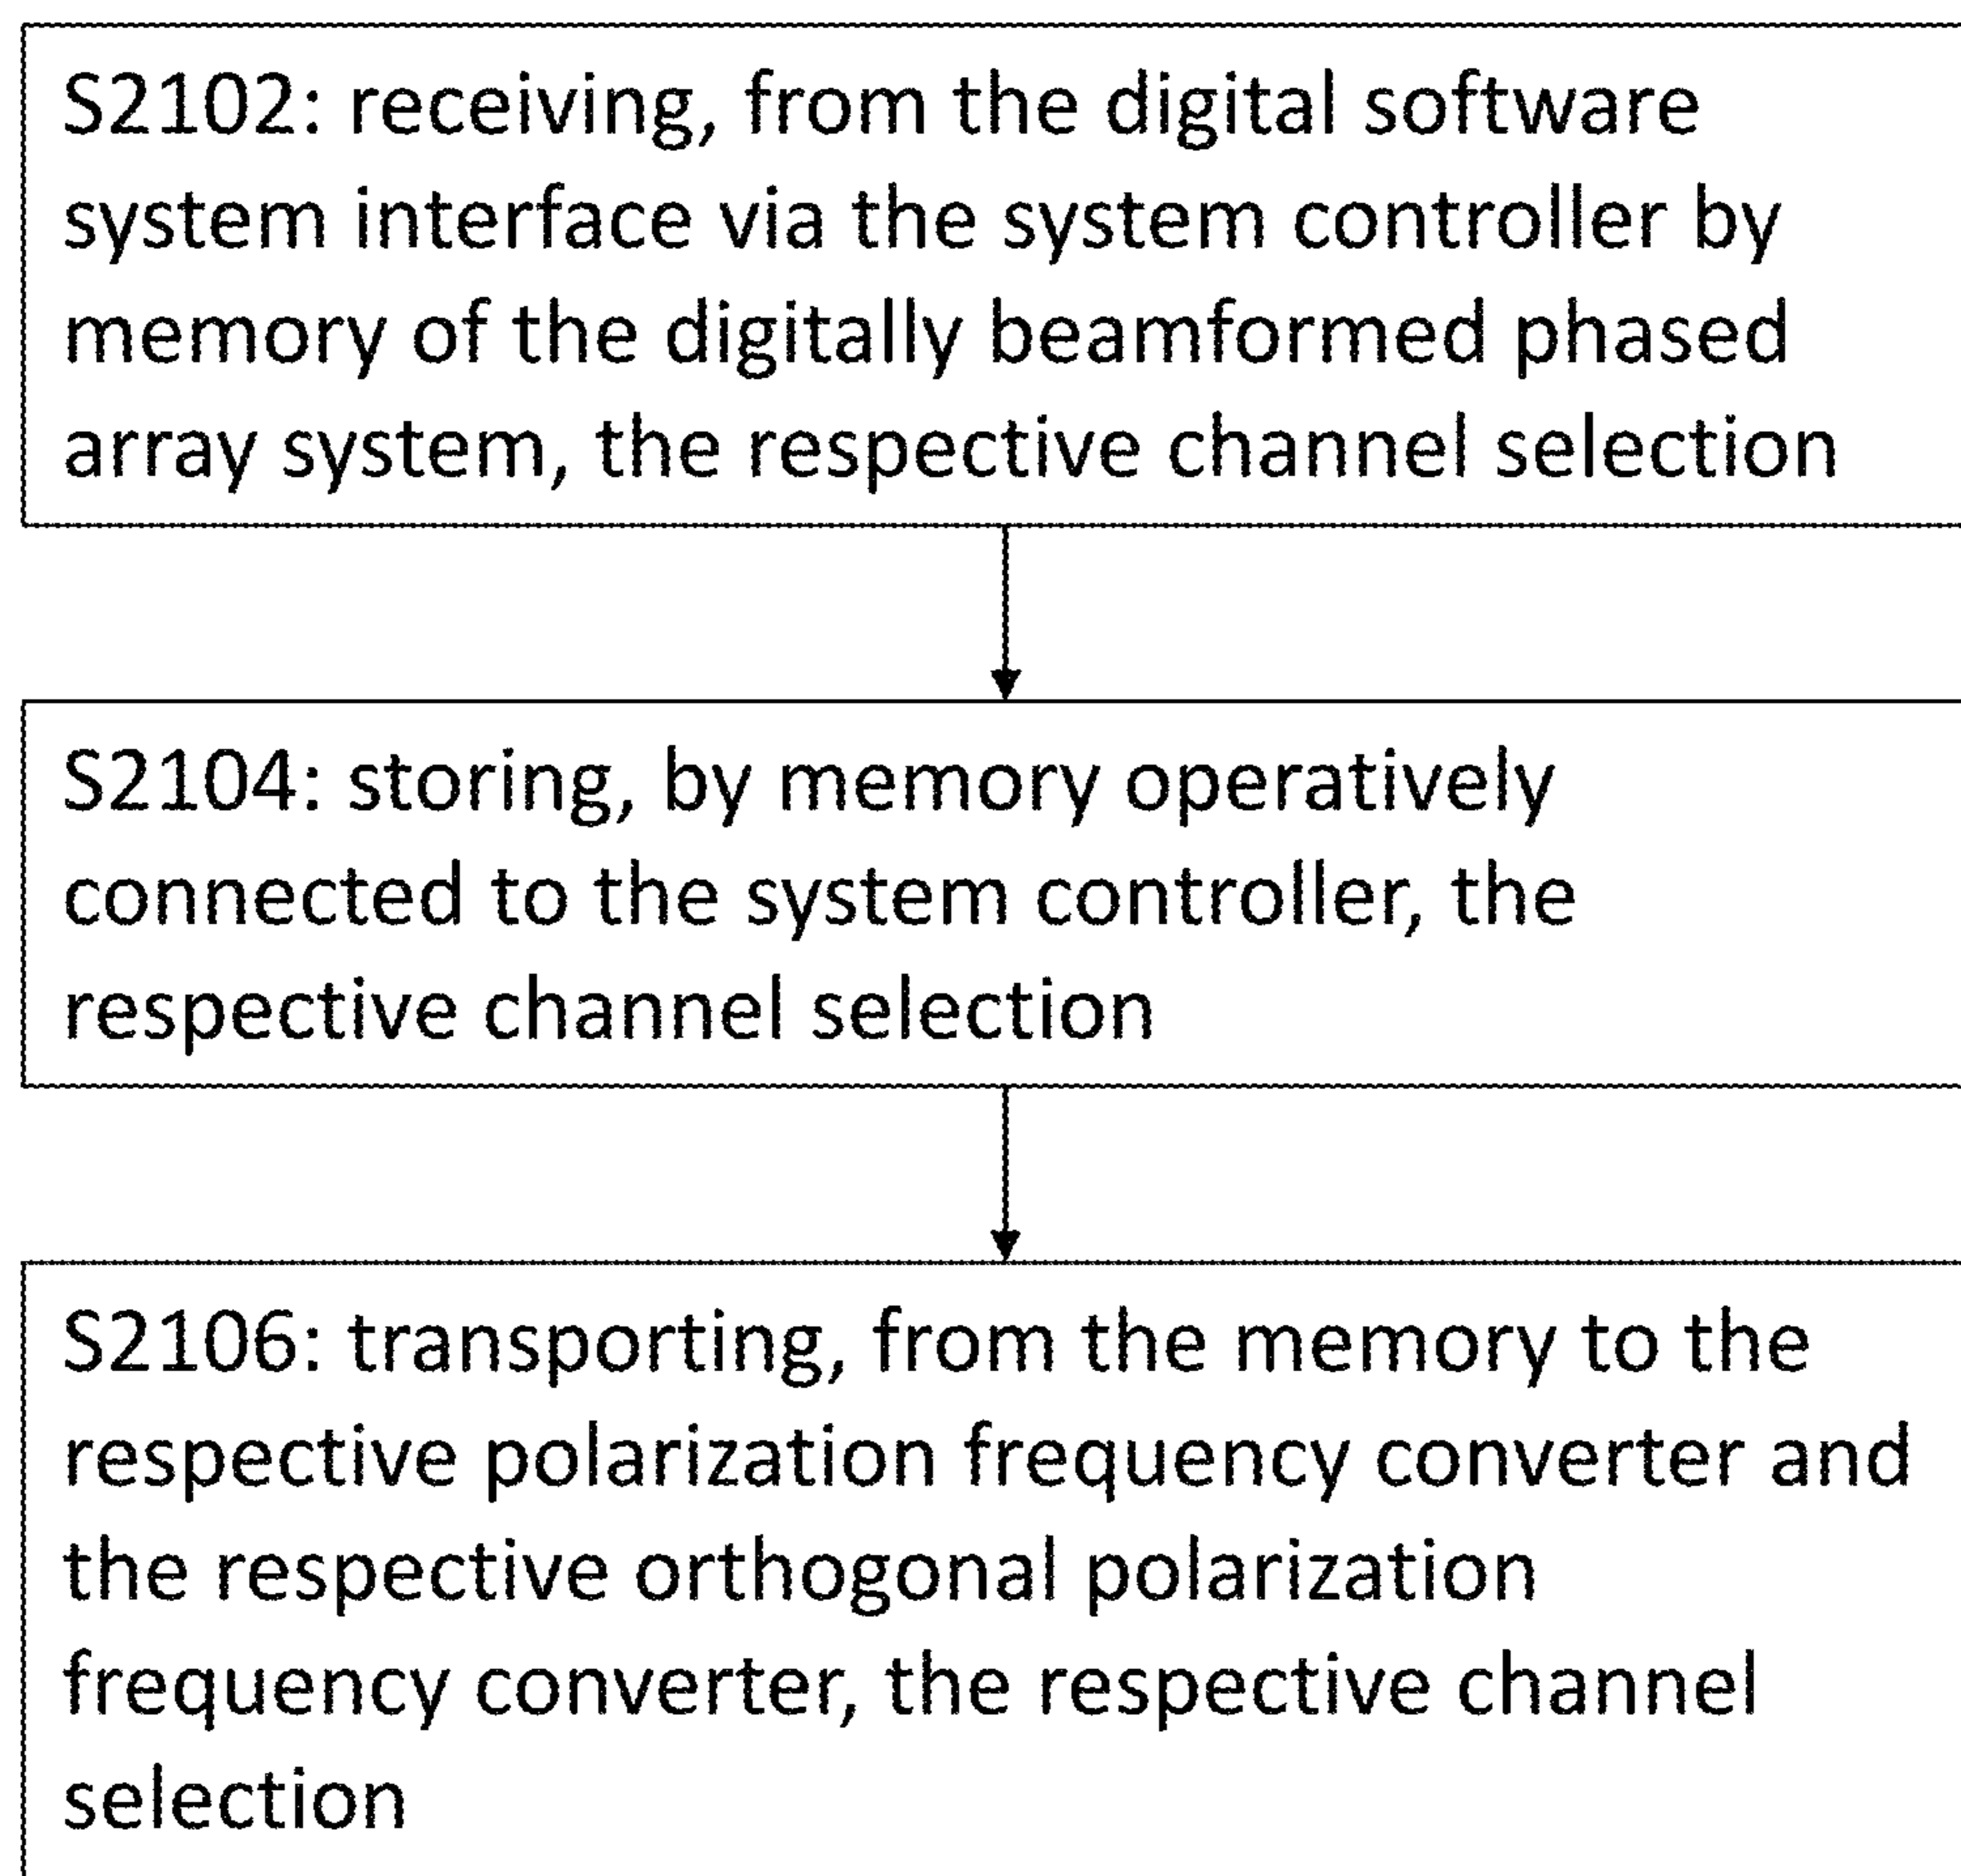 S2102: receiving, from the digital software
system interface via the system controller by
memory of the digitally beamformed phased
array system, the respective channel selection
S2104: storing, by memory operatively
connected to the system controller, the
respective channel selection
S2106: transporting, from the memory to the
respective polarization frequency converter and
the respective orthogonal polarization
frequency converter, the respective channel
selection